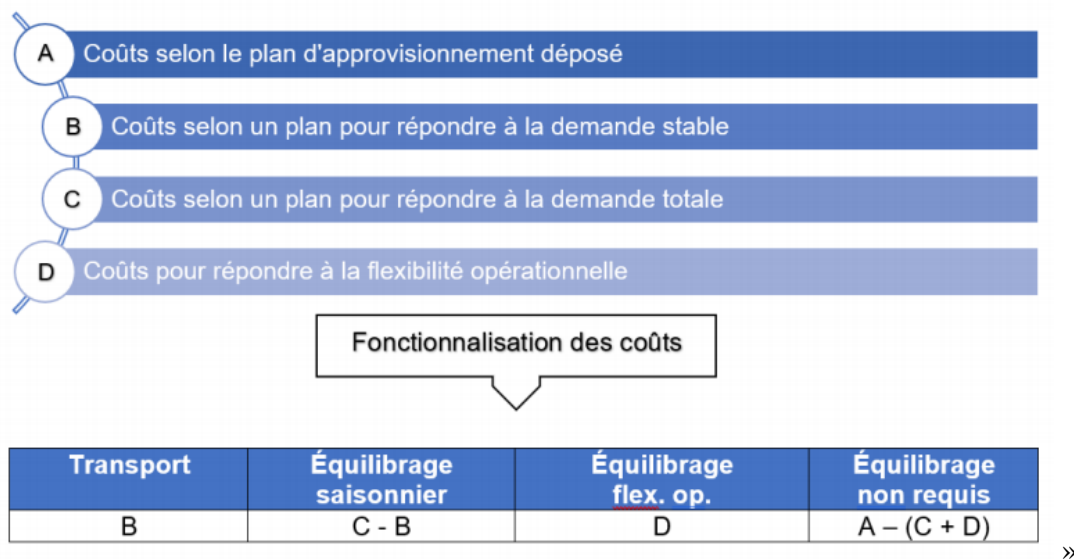 A Coûts selon le plan d'approvisionnement déposé
B Coûts selon un plan pour répondre à la demande stable
C Coûts selon un plan pour répondre à la demande totale
D Coûts pour répondre à la flexibilité opérationnelle
Fonctionnalisation des coûts
Transport Équilibrage saisonnier Équilibrage flex. op. Équilibrage non requis
B C - B D A – (C + D)
»